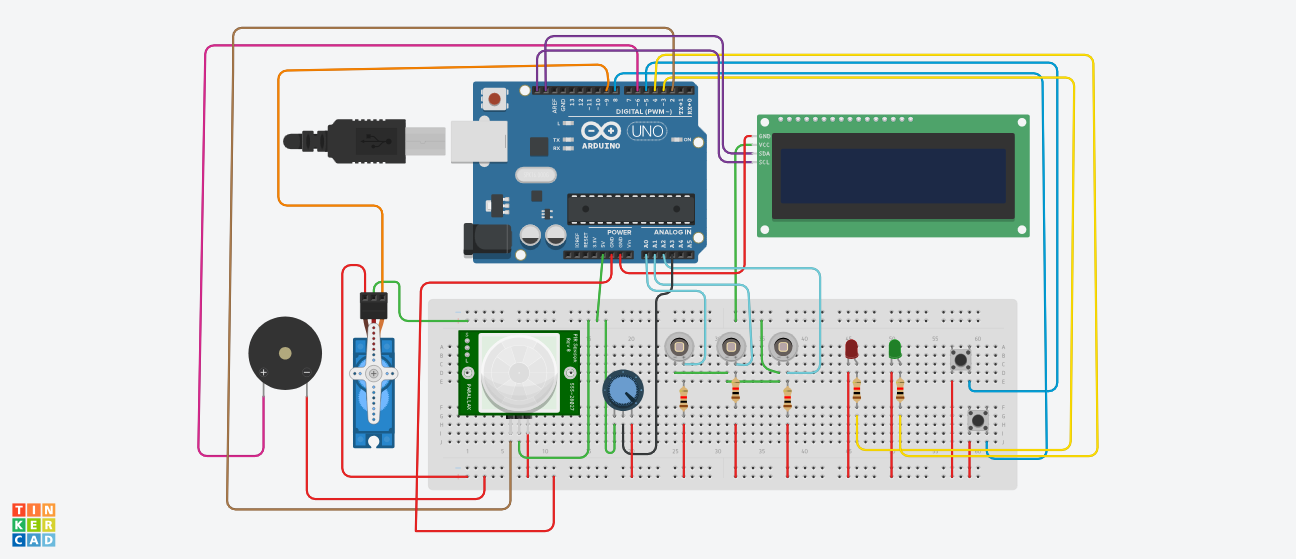 AREF
GND
13
12
~11
~10
~9
8
7
~6
~5
4
~3
2
TX→1
RX←0
DIGITAL (PWM~)
L
TX
RX
ON
UNO
ARDUINO
POWER
ANALOG IN
IOREF
RESET
3.3V
5V
GND
GND
Vin
A0
A1
A2
A3
A4
A5
GND
VCC
SDA
SCL
PIR Sensor
Rev B
555-28027
PARALLAX
+
−
1
5
10
20
25
30
35
40
60
TIN
KER
CAD